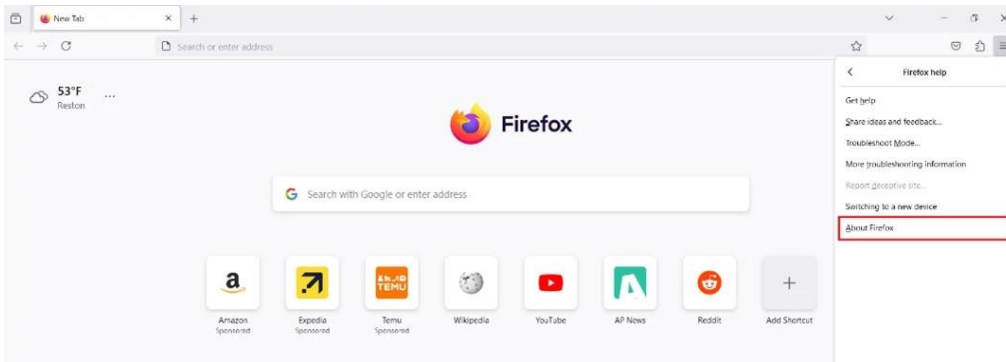 New Tab
Search or enter address
53°F
Reston
Firefox
Search with Google or enter address
a
TEMU
Amazon
Sponsored
Expedia
Sponsored
Temu
Sponsored
Wikipedia
YouTube
AP News
Reddit
Add Shortcut
Firefox help
Get help
Share ideas and feedback...
Troubleshoot Mode...
More troubleshooting information
Report deceptive site...
Switching to a new device
About Firefox